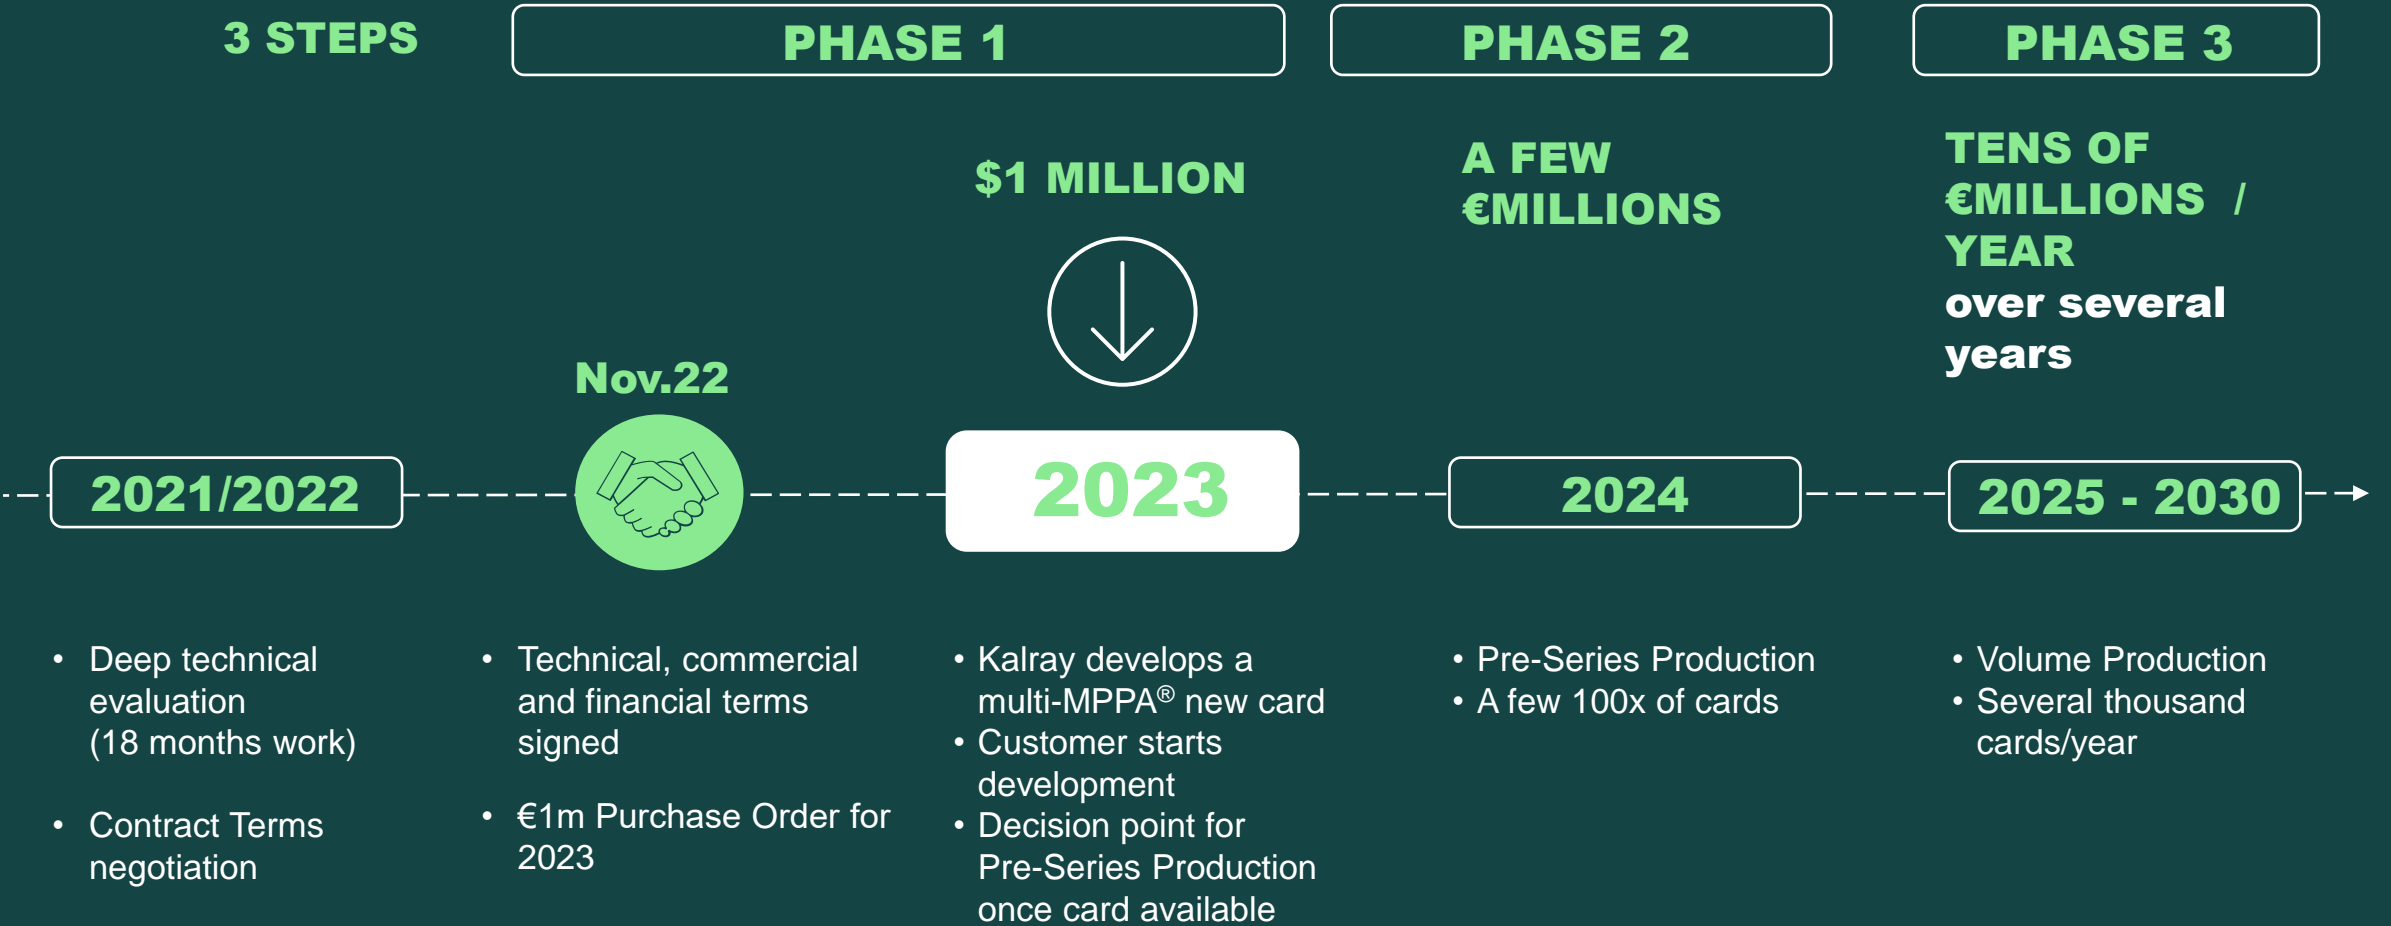 3 STEPS
PHASE 1
PHASE 2
PHASE 3
$1 MILLION
A FEW
€MILLIONS
TENS OF
€MILLIONS /
YEAR
over several
years
Nov.22
2021/2022
2023
2024
2025 - 2030
• Deep technical
evaluation
(18 months work)
• Contract Terms
negotiation
• Technical, commercial
and financial terms
signed
• €1m Purchase Order for
2023
• Kalray develops a
multi-MPPA® new card
• Customer starts
development
• Decision point for
Pre-Series Production
once card available
• Pre-Series Production
• A few 100x of cards
• Volume Production
• Several thousand
cards/year